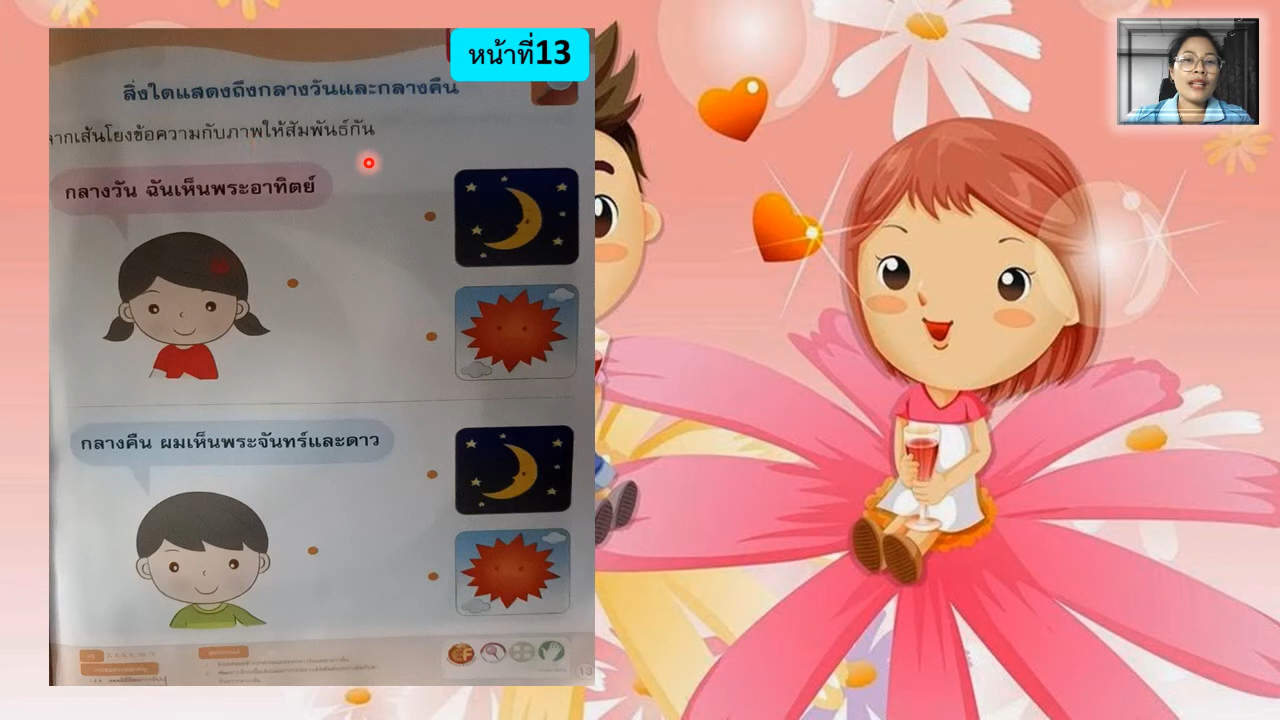 หน้าที่13
สิ่งใดแสดงถึงกลางวันและกลางคืน
ลากเส้นโยงข้อความกับภาพให้สัมพันธ์กัน
กลางวัน ฉันเห็นพระอาทิตย์
กลางคืน ผมเห็นพระจันทร์และดาว
13